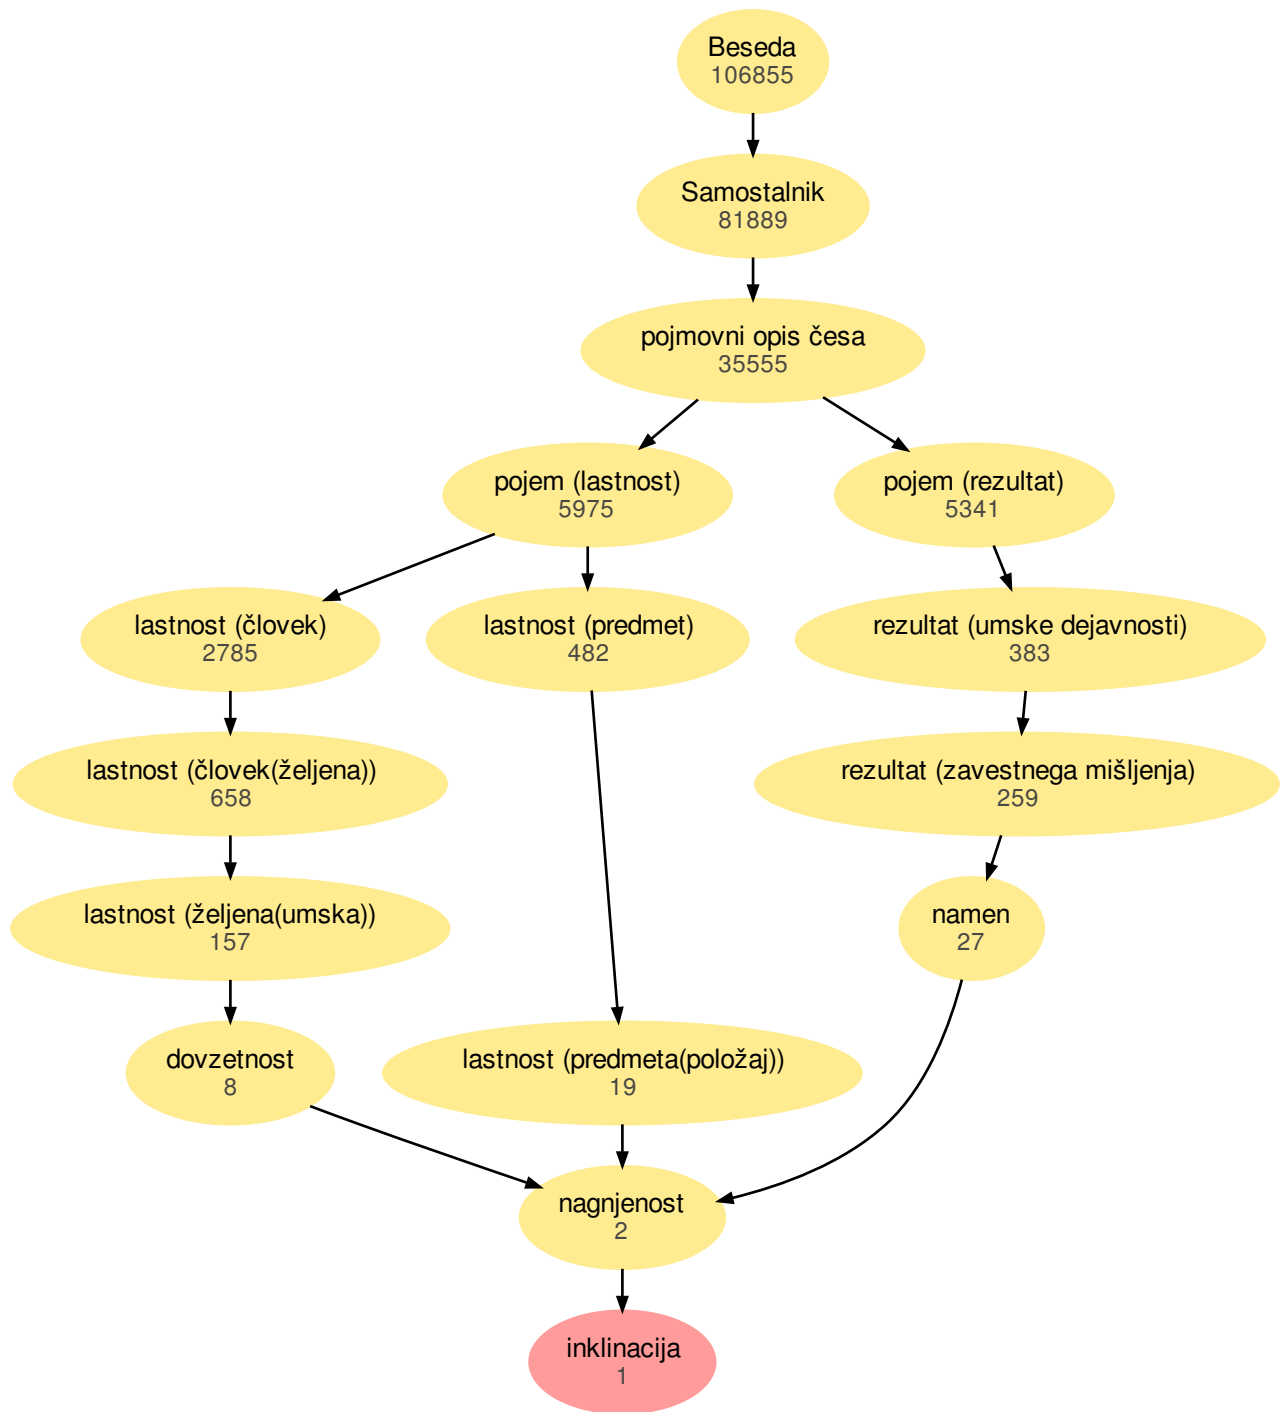 Beseda
106855
Samostalnik
81889
pojmovni opis česa
35555
pojem (lastnost)
5975
pojem (rezultat)
5341
lastnost (človek)
2785
lastnost (predmet)
482
rezultat (umske dejavnosti)
383
lastnost (človek(željena))
658
rezultat (zavestnega mišljenja)
259
lastnost (željena(umska))
157
namen
27
dovzetnost
8
lastnost (predmeta(položaj))
19
nagnjenost
2
inklinacija
1